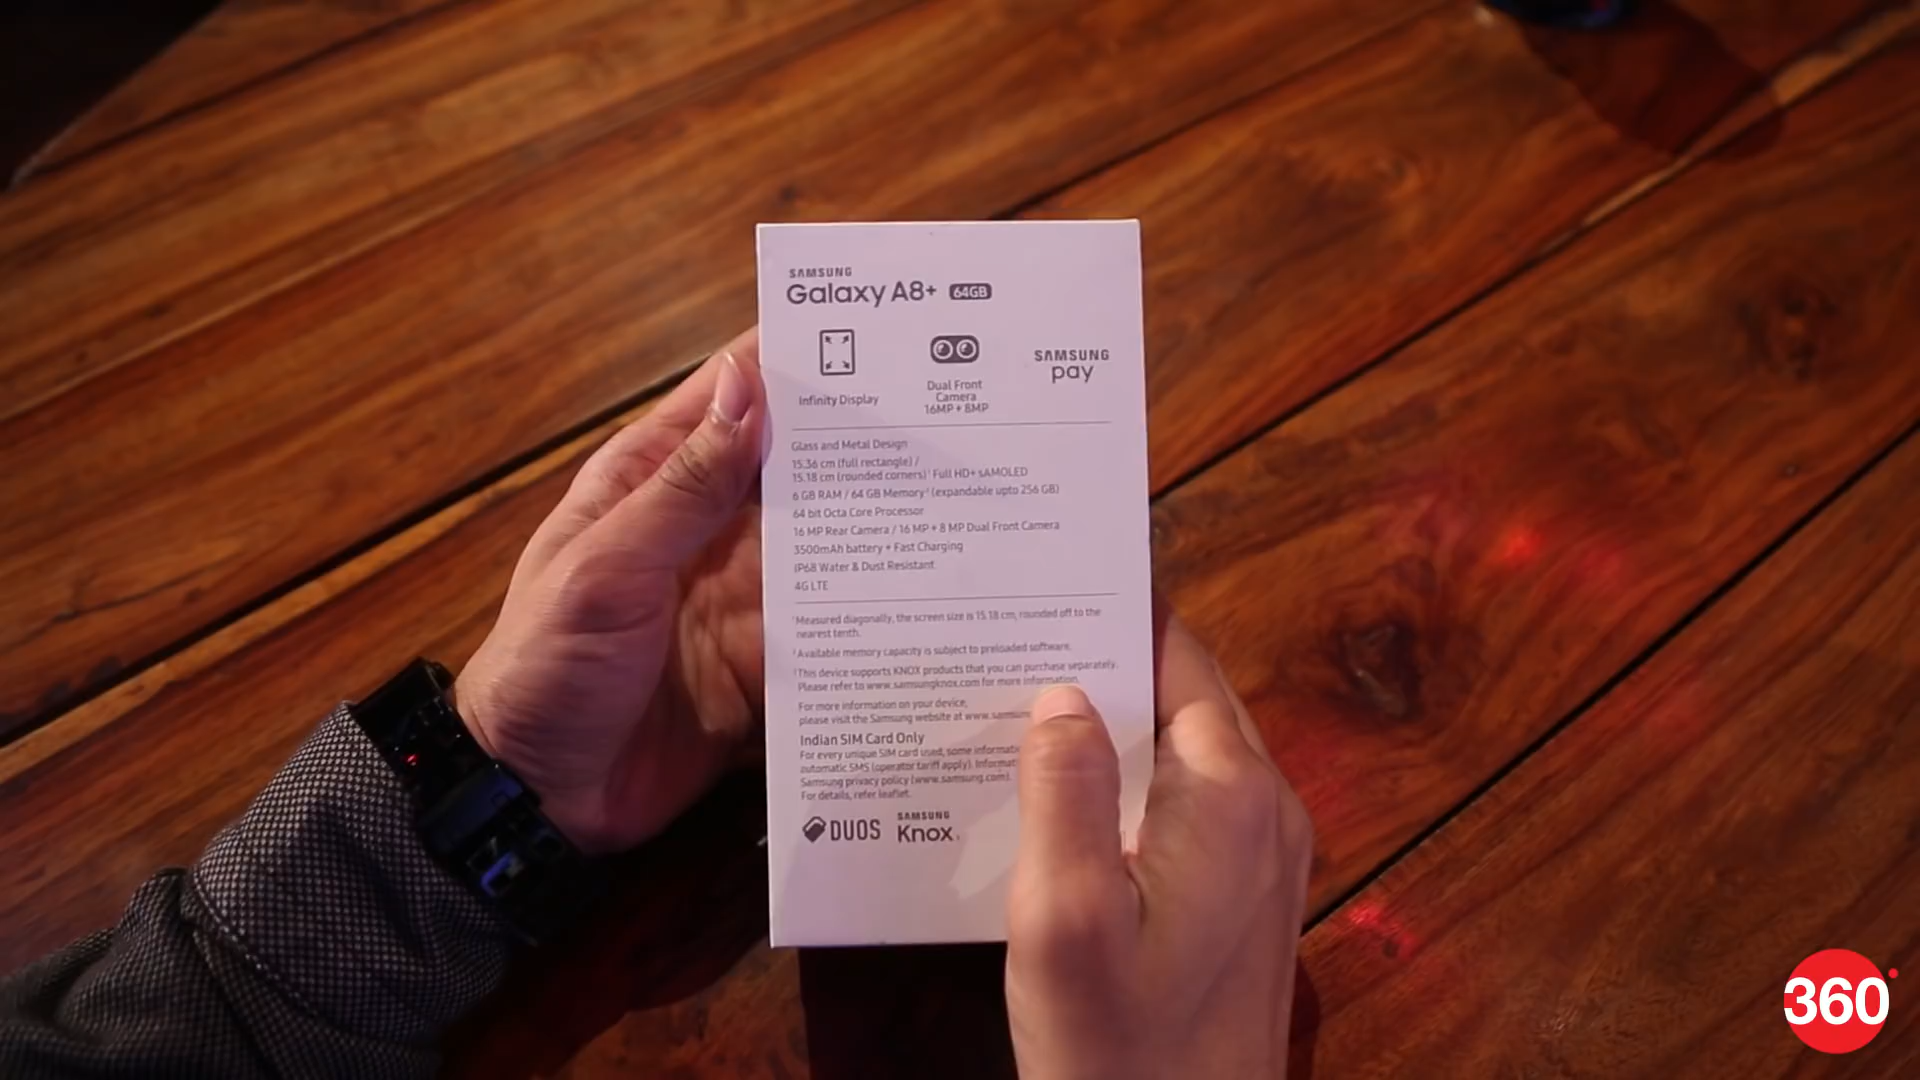 SAMSUNG
Galaxy A8+ 64GB
Infinity Display
Dual Front
Camera
16MP + 8MP
SAMSUNG
pay
Glass and Metal Design
15.36 cm (full rectangle) /
15.18 cm (rounded corners)¹ Full HD+ sAMOLED
6 GB RAM / 64 GB Memory² (expandable upto 256 GB)
64 bit Octa Core Processor
16 MP Rear Camera / 16 MP + 8 MP Dual Front Camera
3500mAh battery + Fast Charging
IP68 Water & Dust Resistant
4G LTE
¹Measured diagonally, the screen size is 15.18 cm, rounded off to the
nearest tenth.
²Available memory capacity is subject to preloaded software.
This device supports KNOX products that you can purchase separately.
Please refer to www.samsungknox.com for more information.
For more information on your device,
please visit the Samsung website at www.samsung
Indian SIM Card Only
For every unique SIM card used, some informati
automatic SMS (operator tariff apply). Informat
Samsung privacy policy (www.samsung.com).
For details, refer leaflet.
DUOS
SAMSUNG
Knox
360